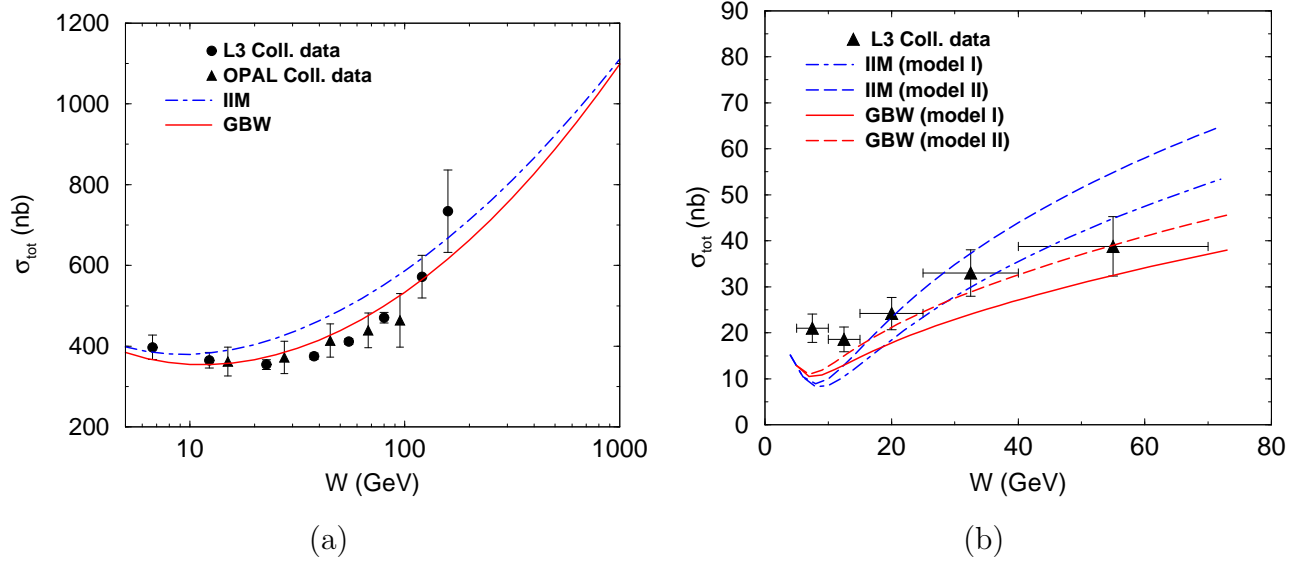 1200
1000
800
600
400
200
σtot (nb)
L3 Coll. data
OPAL Coll. data
IIM
GBW
10
100
1000
W (GeV)
(a)
90
80
70
60
50
40
30
20
10
0
σtot (nb)
L3 Coll. data
IIM (model I)
IIM (model II)
GBW (model I)
GBW (model II)
0
20
40
60
80
W (GeV)
(b)